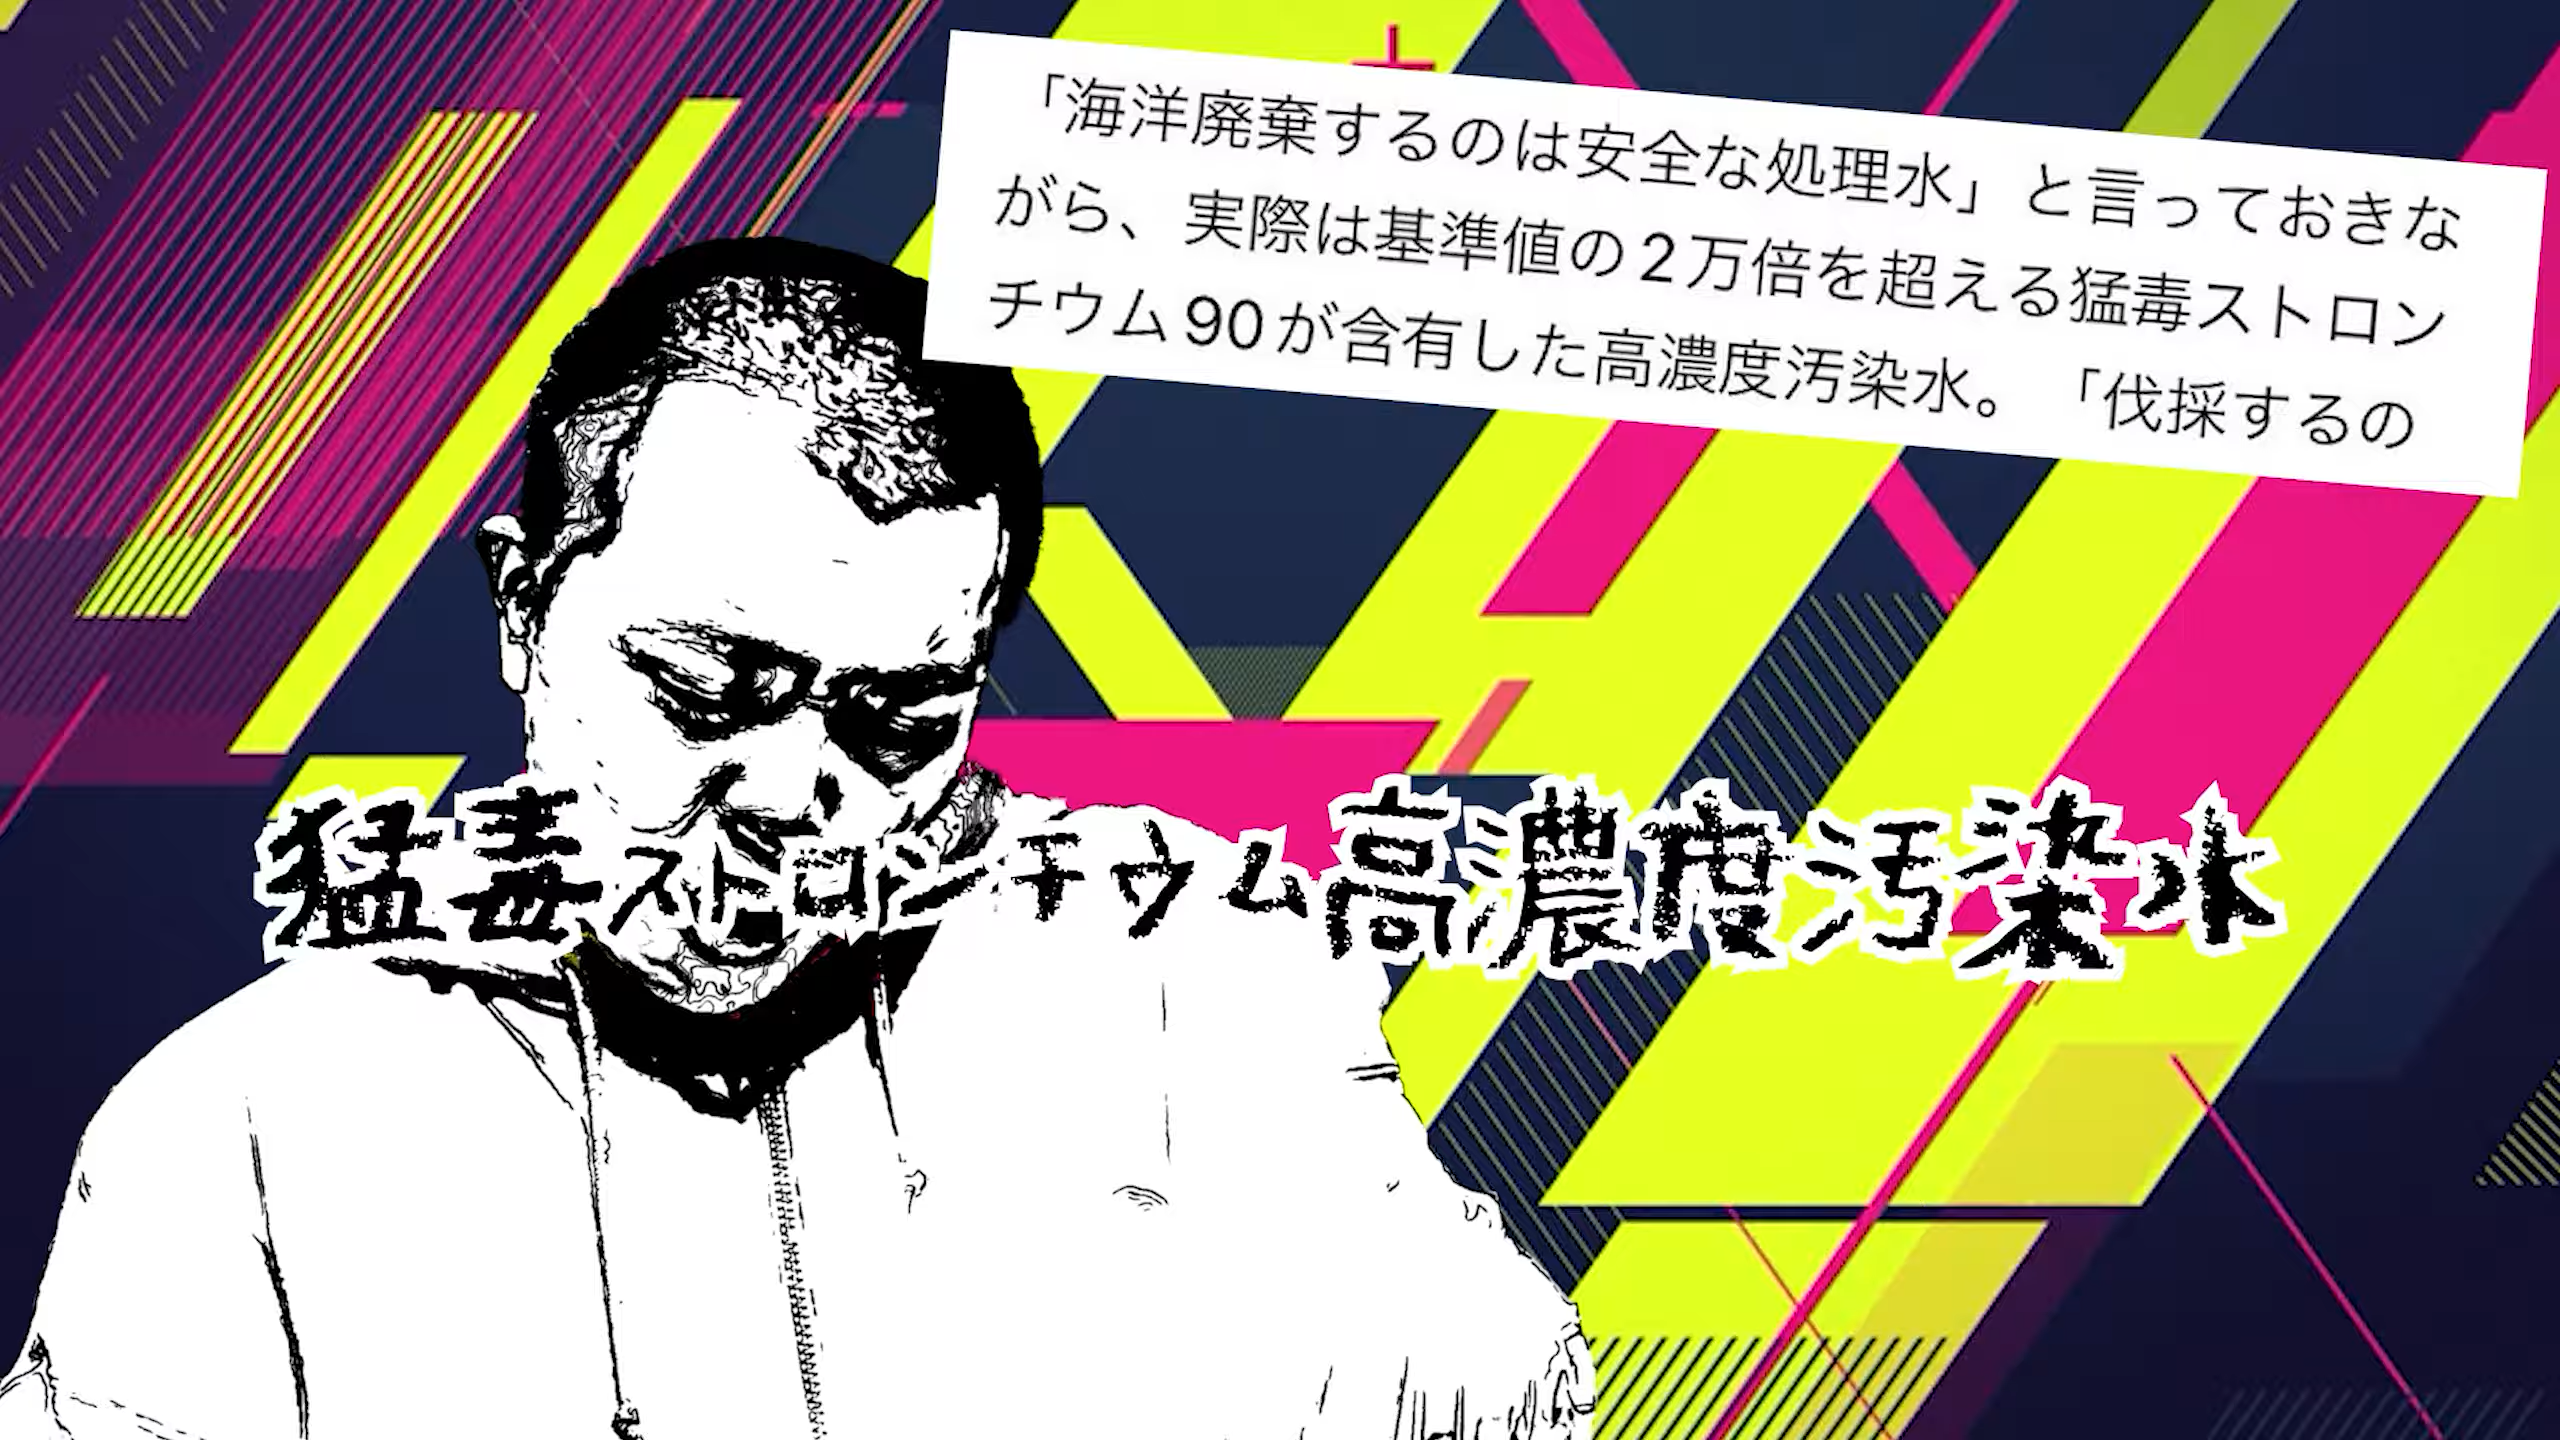 「海洋廃棄するのは安全な処理水」と言っておきな
がら、実際は基準値の2万倍を超える猛毒ストロン
チウム90が含有した高濃度汚染水。「伐採するの
猛毒ストロンチウム高濃度汚染水